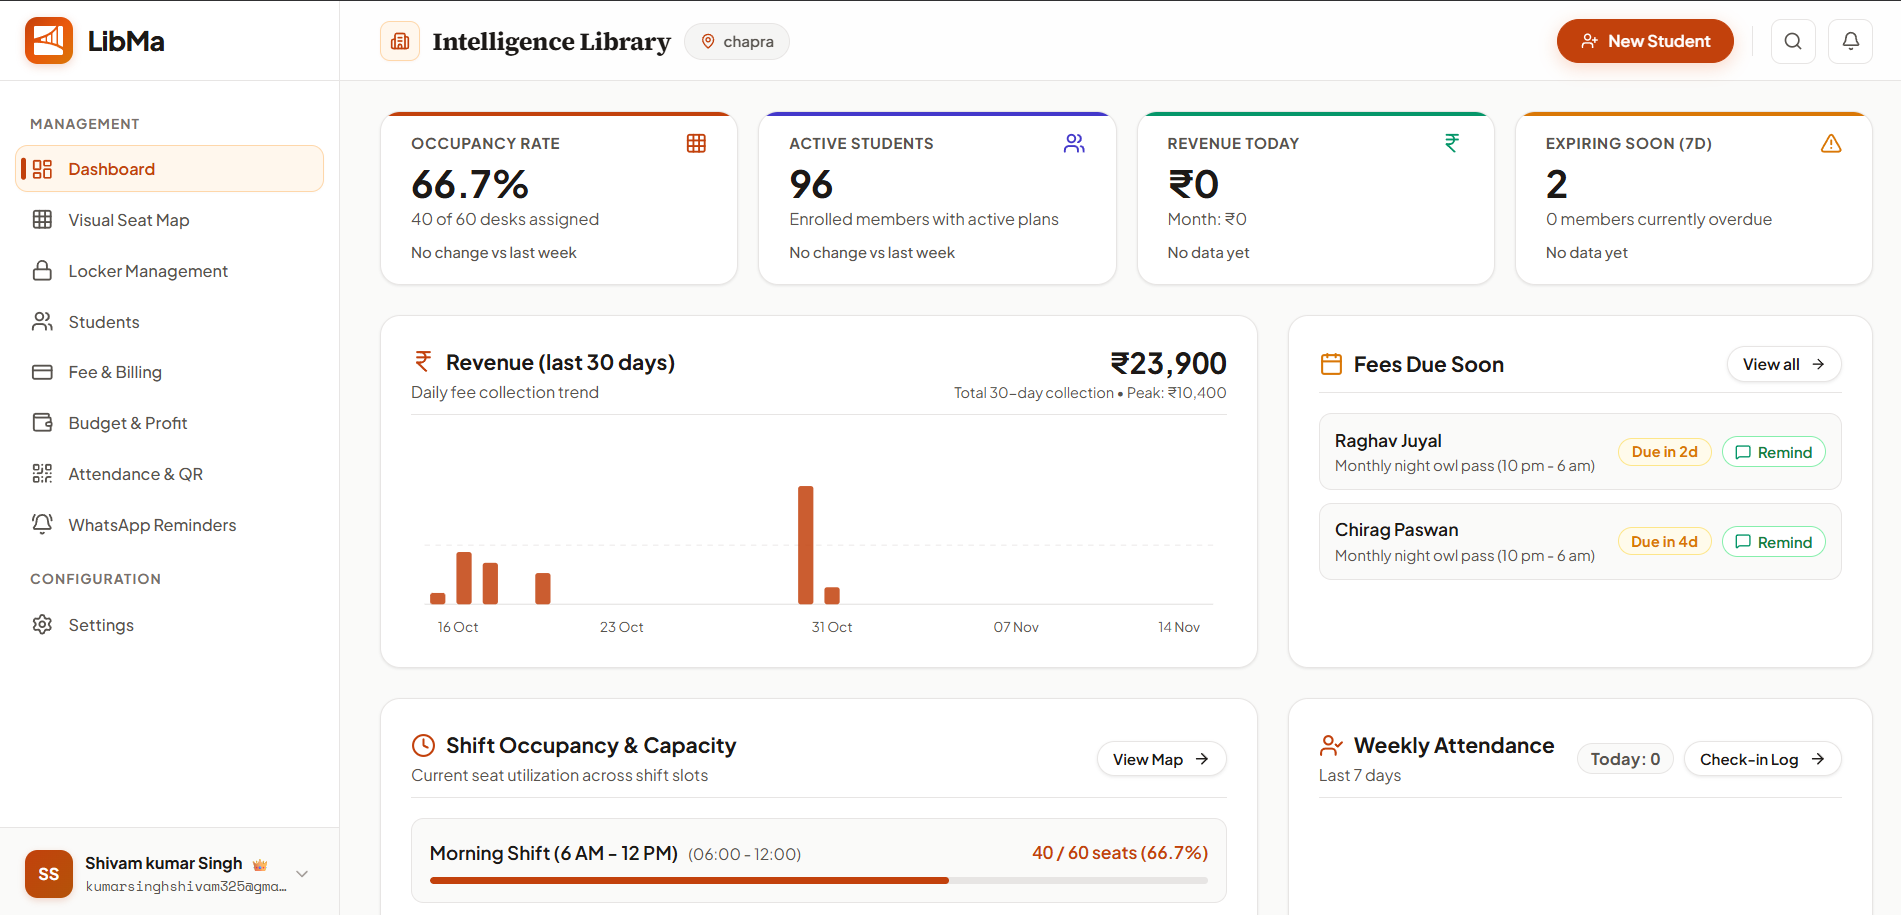 LibMa
MANAGEMENT
Dashboard
Visual Seat Map
Locker Management
Students
Fee & Billing
Budget & Profit
Attendance & QR
WhatsApp Reminders
CONFIGURATION
Settings
SS
Shivam kumar Singh
kumarsinghshivam325@gma...
Intelligence Library
chapra
New Student
OCCUPANCY RATE
66.7%
40 of 60 desks assigned
No change vs last week
ACTIVE STUDENTS
96
Enrolled members with active plans
No change vs last week
REVENUE TODAY
₹0
Month: ₹0
No data yet
EXPIRING SOON (7D)
2
0 members currently overdue
No data yet
Revenue (last 30 days)
Daily fee collection trend
₹23,900
Total 30-day collection • Peak: ₹10,400
16 Oct 23 Oct 31 Oct 07 Nov 14 Nov
Fees Due Soon
View all
Raghav Juyal
Monthly night owl pass (10 pm - 6 am)
Due in 2d
Remind
Chirag Paswan
Monthly night owl pass (10 pm - 6 am)
Due in 4d
Remind
Shift Occupancy & Capacity
Current seat utilization across shift slots
View Map
Morning Shift (6 AM - 12 PM) (06:00 - 12:00)
40 / 60 seats (66.7%)
Weekly Attendance
Last 7 days
Today: 0
Check-in Log